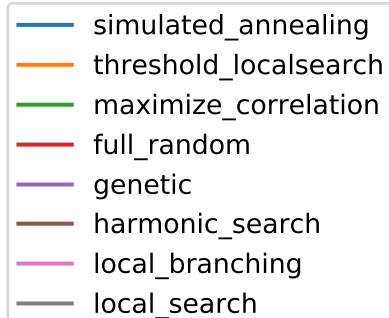 simulated_annealing
threshold_localsearch
maximize_correlation
full_random
genetic
harmonic_search
local_branching
local_search